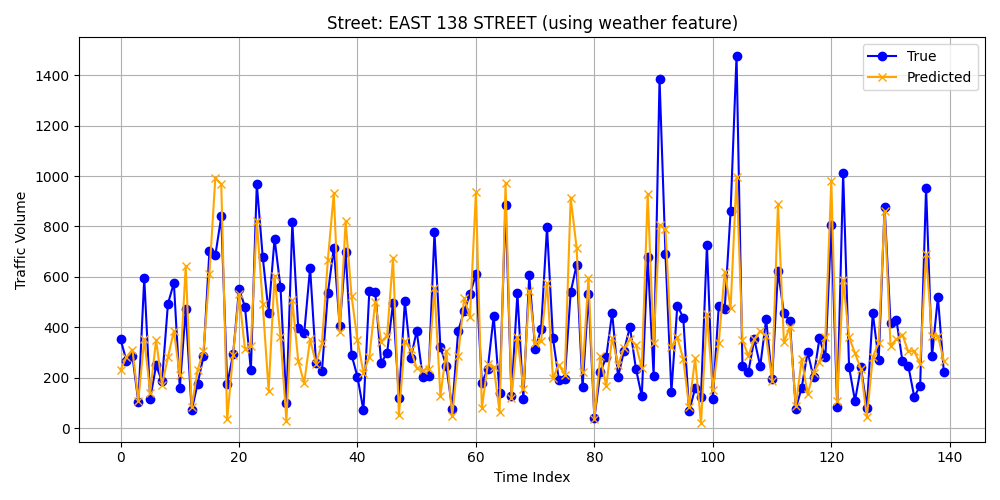 Street: EAST 138 STREET (using weather feature)
True
Predicted
Traffic Volume
1400
1200
1000
800
600
400
200
0
0 20 40 60 80 100 120 140
Time Index